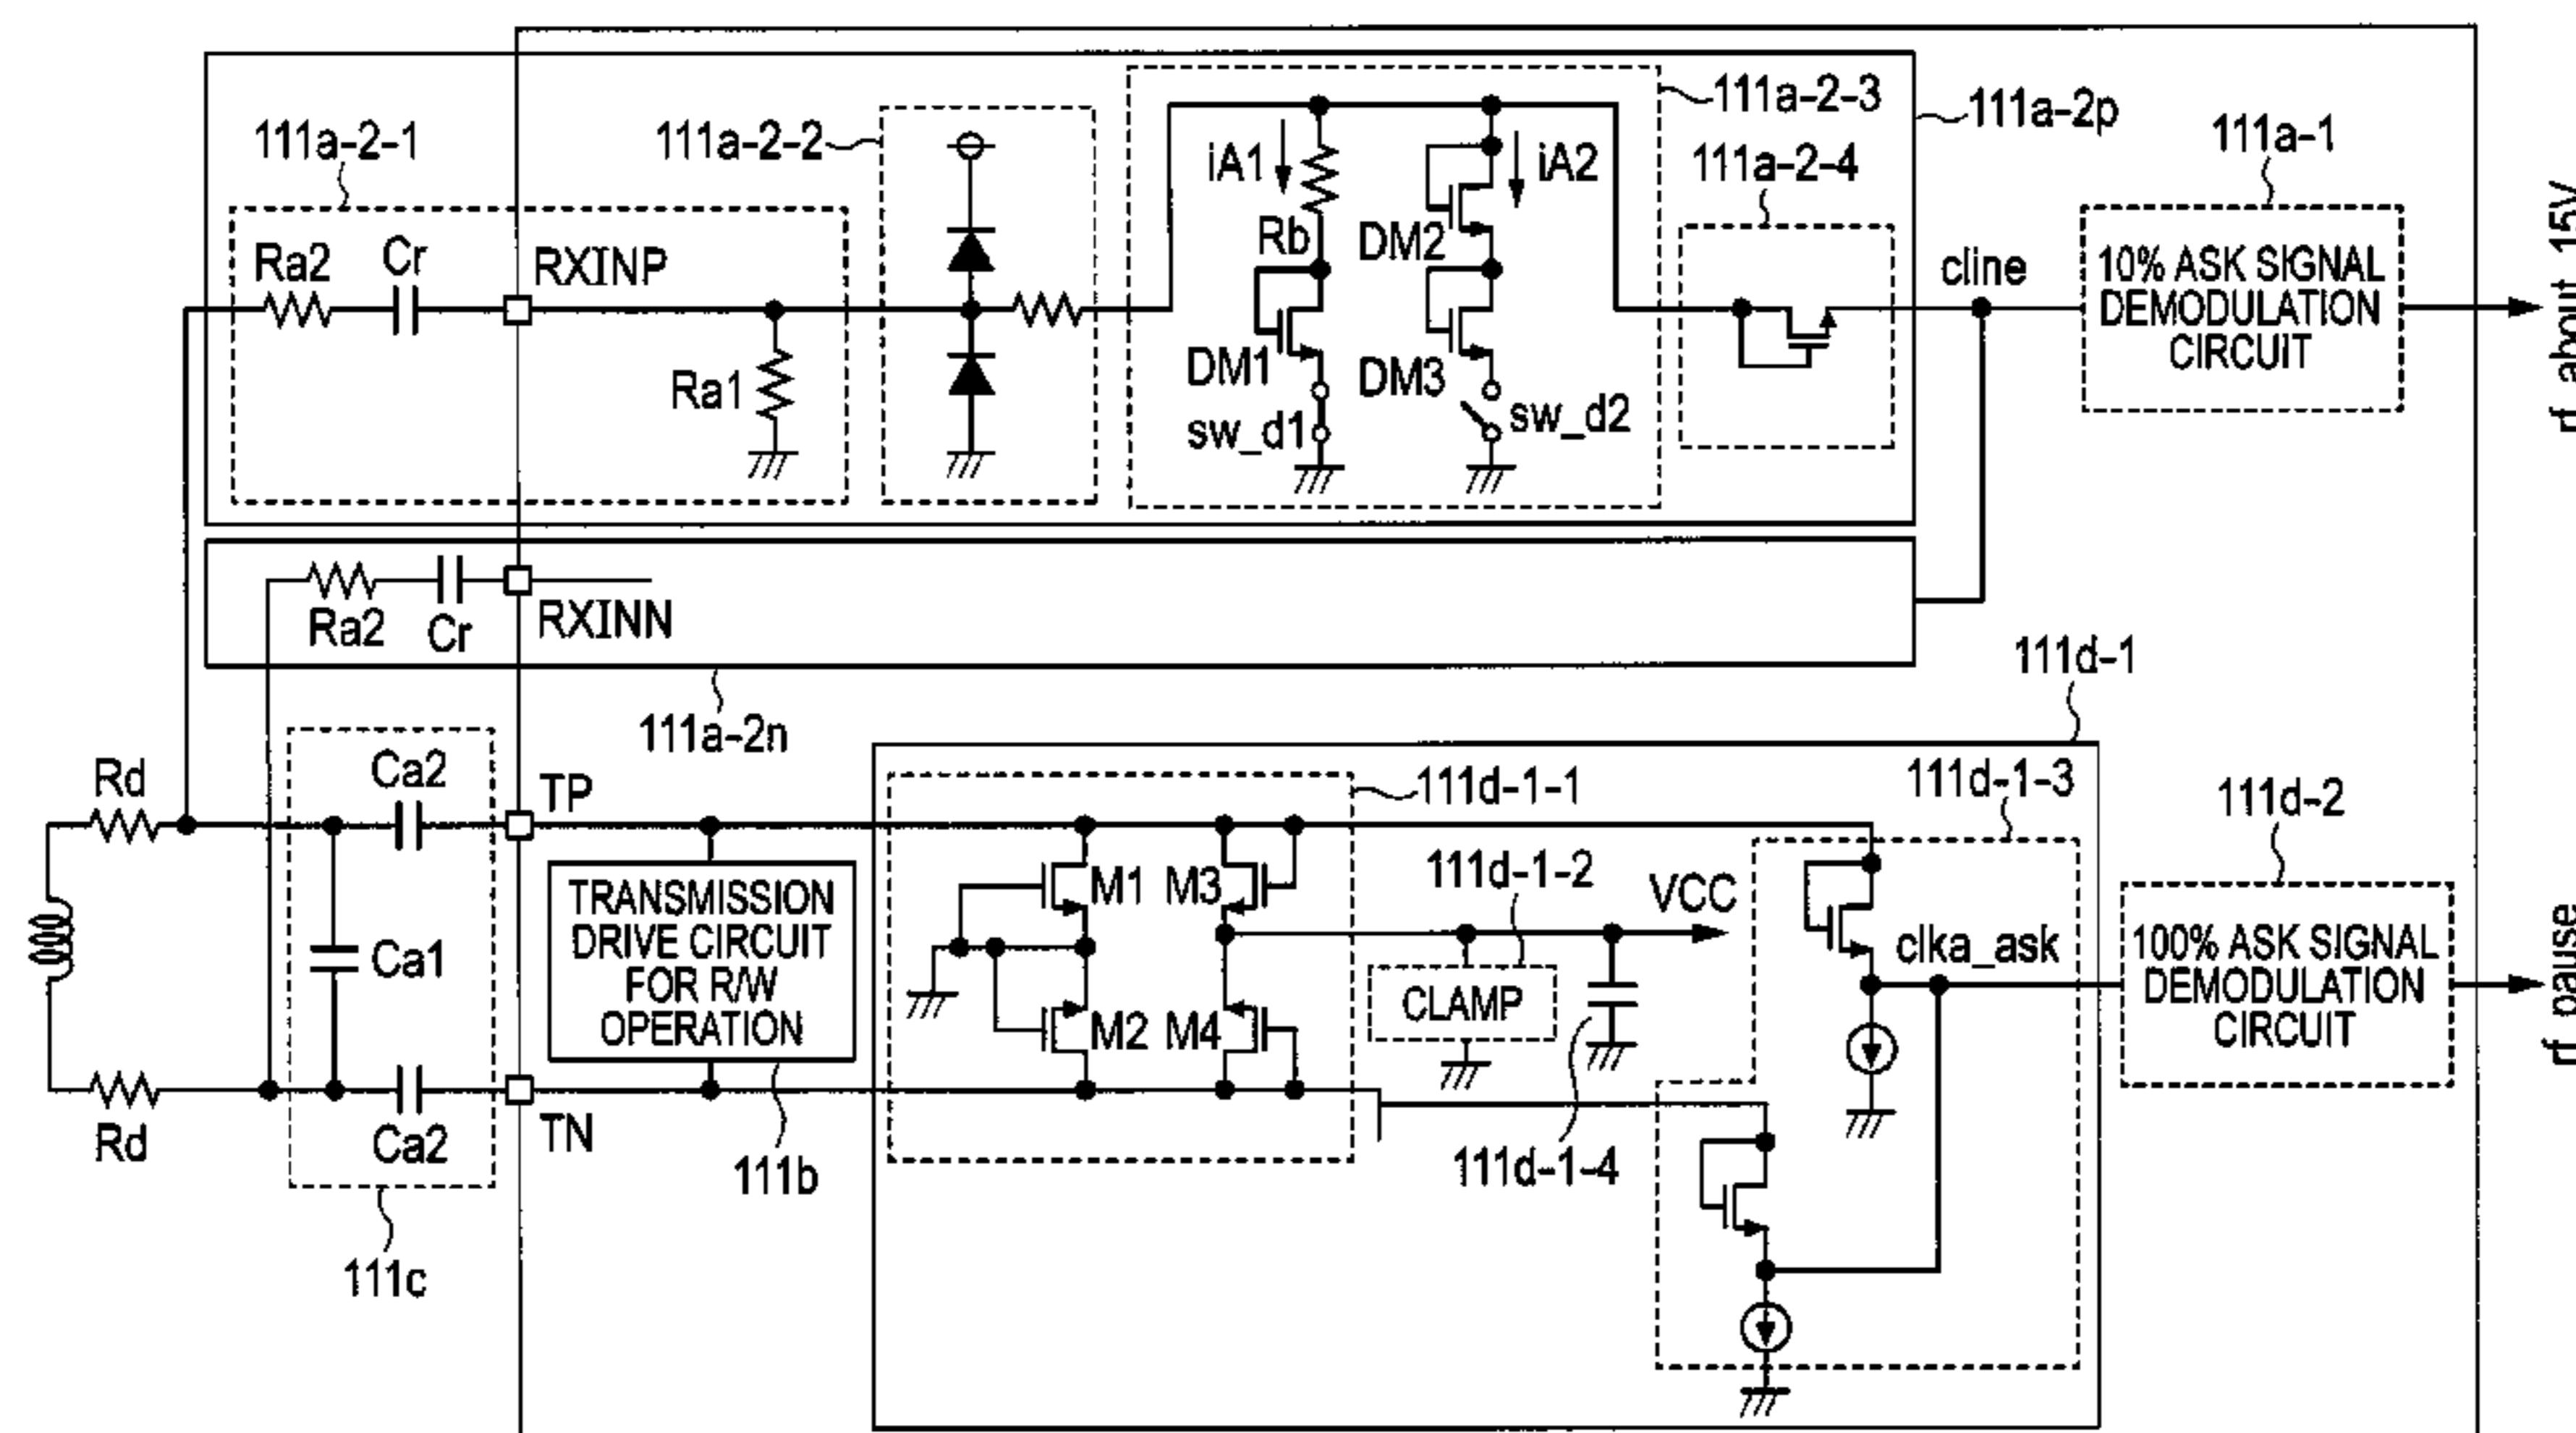 111a-2-1
111a-2-2
111a-2-3
111a-2p
111a-1
iA1
iA2
111a-2-4
Ra2
Cr
RXINP
Rb
DM2
cline
10% ASK SIGNAL
DEMODULATION
CIRCUIT
rf_about_15V
Ra1
DM1
DM3
sw_d1
sw_d2
Ra2
Cr
RXINN
111a-2n
111d-1
Rd
Ca2
TP
111d-1-1
111d-1-3
111d-2
TRANSMISSION
DRIVE CIRCUIT
FOR R/W
OPERATION
M1
M3
111d-1-2
VCC
Ca1
clka_ask
100% ASK SIGNAL
DEMODULATION
CIRCUIT
rf_pause
CLAMP
M2
M4
Rd
Ca2
TN
111b
111d-1-4
111c